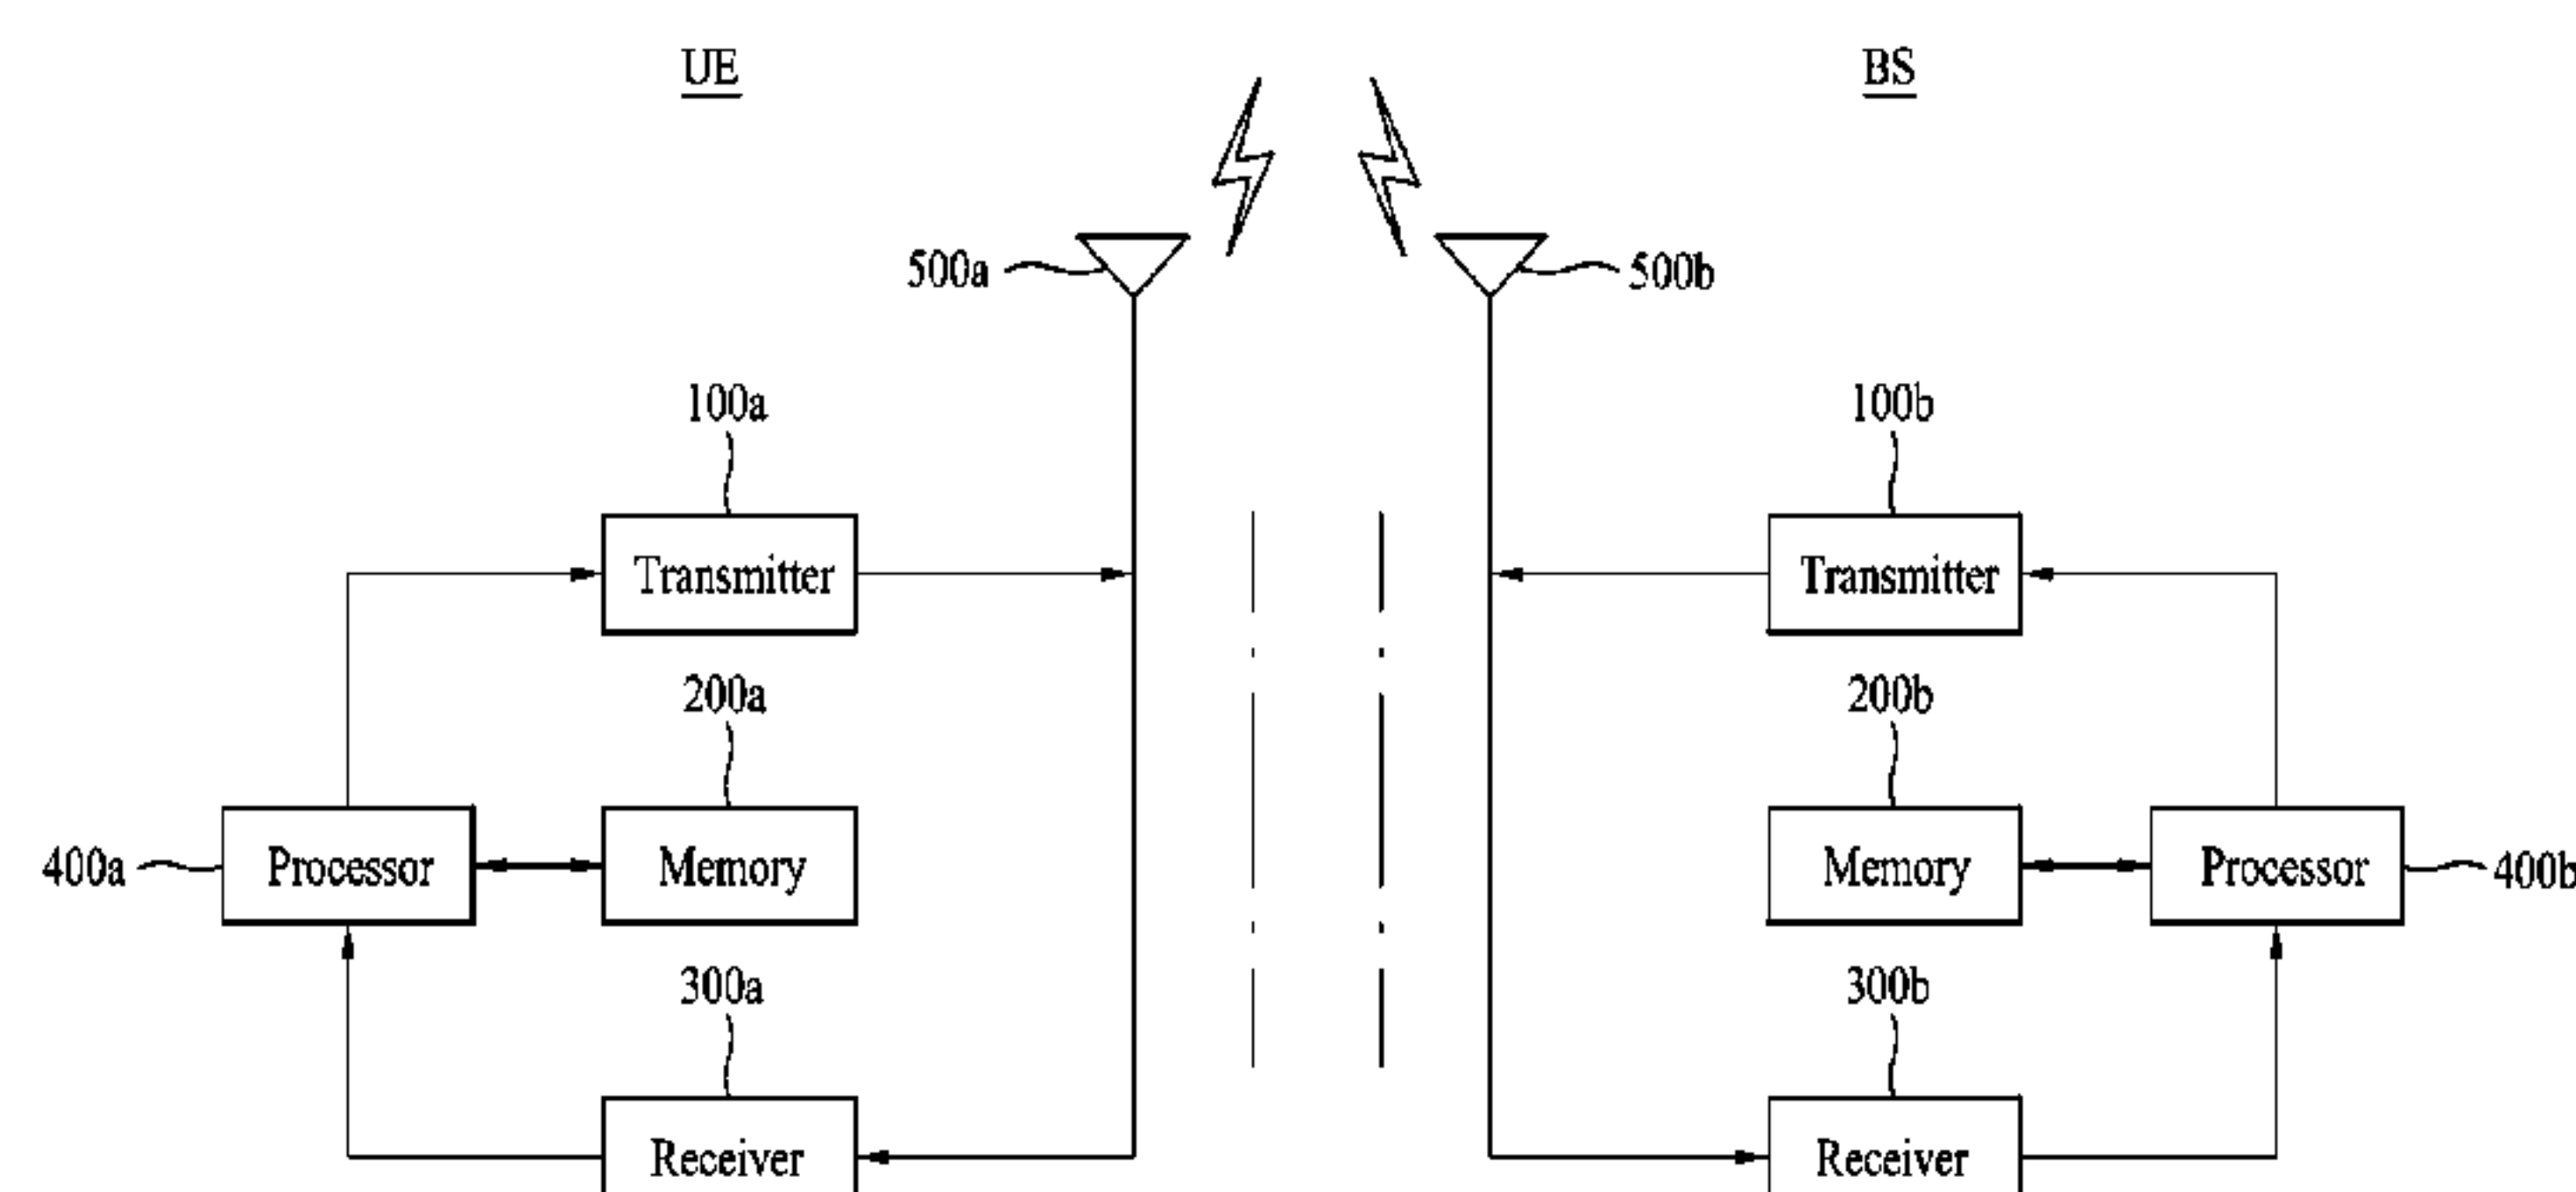 UE
BS
500a
500b
100a
100b
Transmitter
Transmitter
200a
200b
400a
Processor
Memory
Memory
Processor
400b
300a
300b
Receiver
Receiver